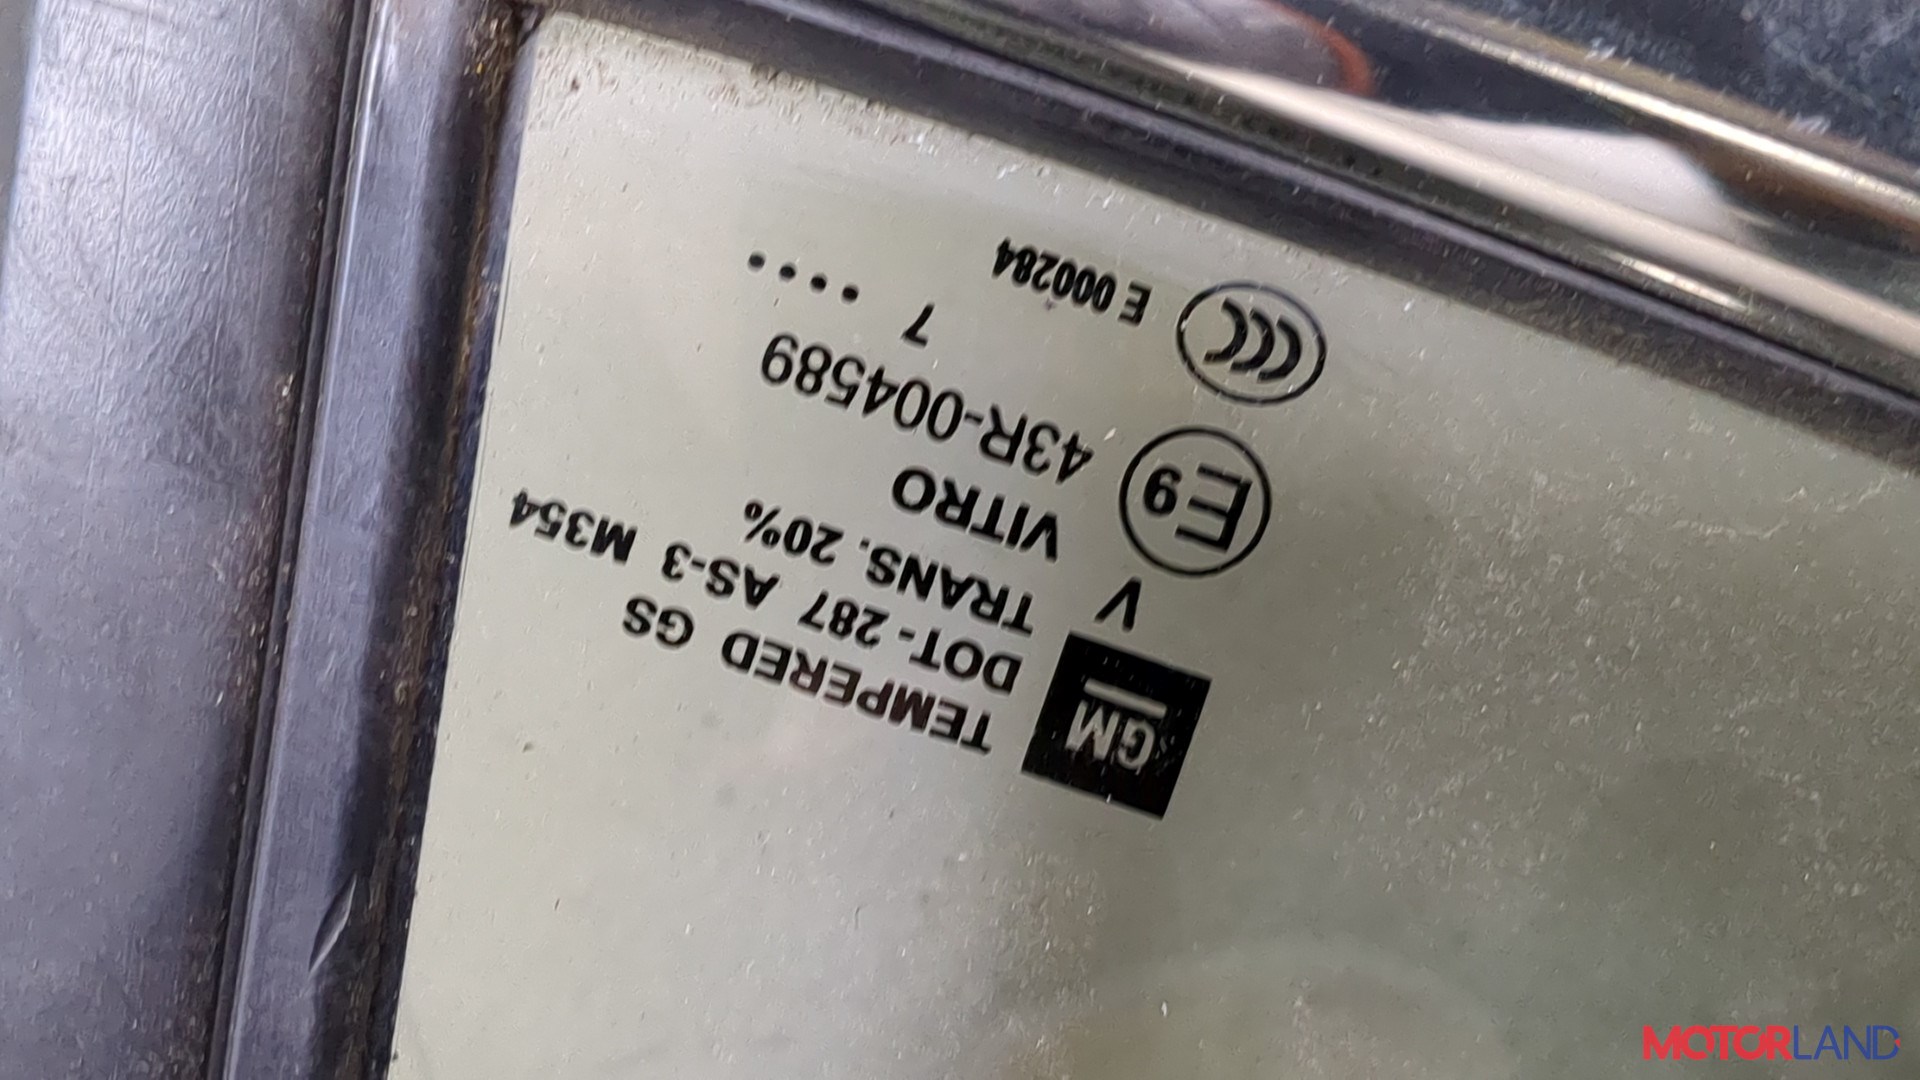 GM
TEMPERED GS
DOT-287 AS-3 M354
TRANS. 20%
V
VITRO
E9 43R-004589
7 ....
CCC E 000284
MOTORLAND